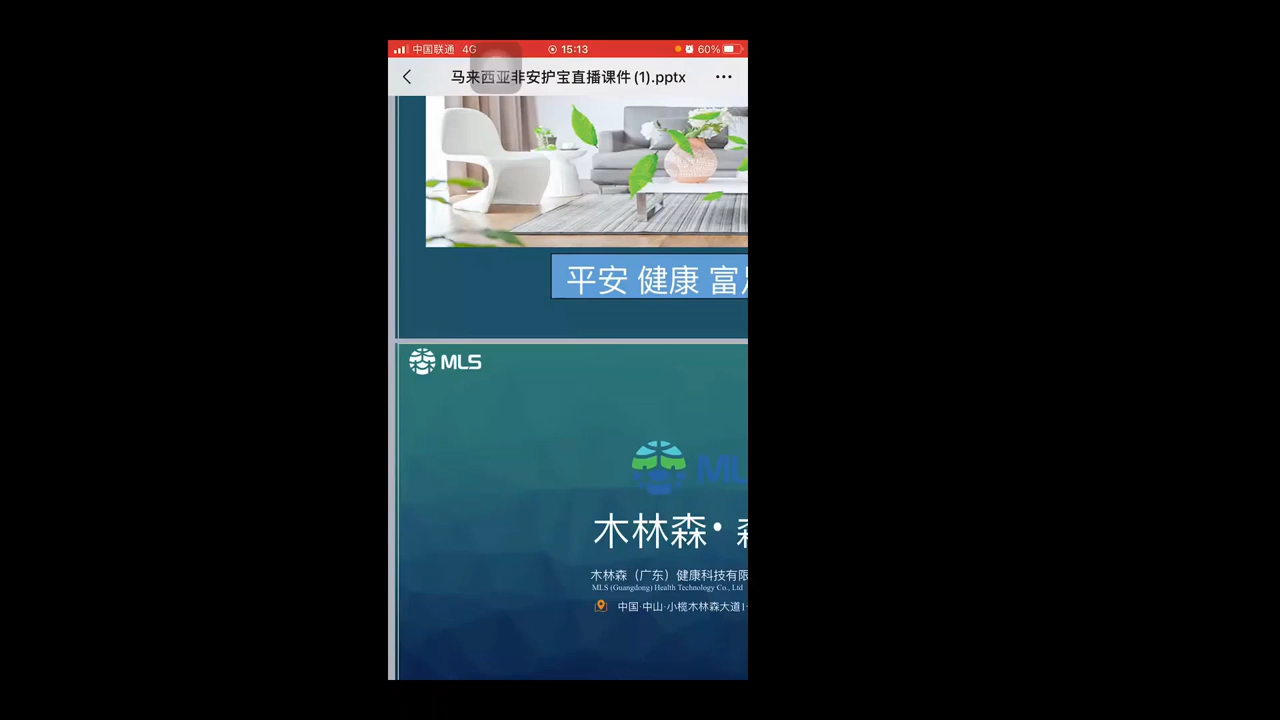 中国联通 4G 15:13 60%
马来西亚非安护宝直播课件(1).pptx
平安 健康 富
MLS
ML
木林森•
木林森（广东）健康科技有限
MLS (Guangdong) Health Technology Co., Ltd
中国·中山·小榄木林森大道1